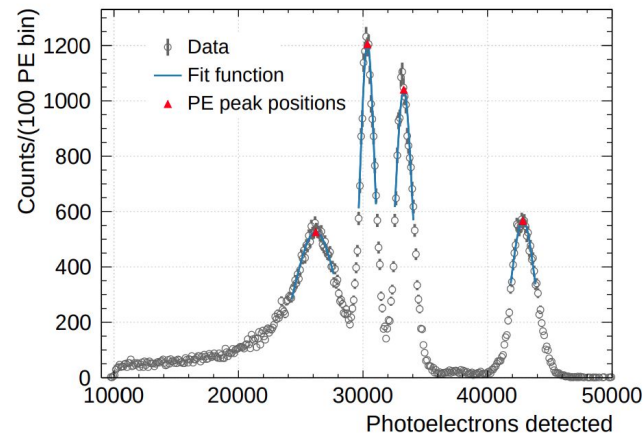 Counts/(100 PE bin)
1200
1000
800
600
400
200
0
Data
Fit function
PE peak positions
10000 20000 30000 40000 50000
Photoelectrons detected